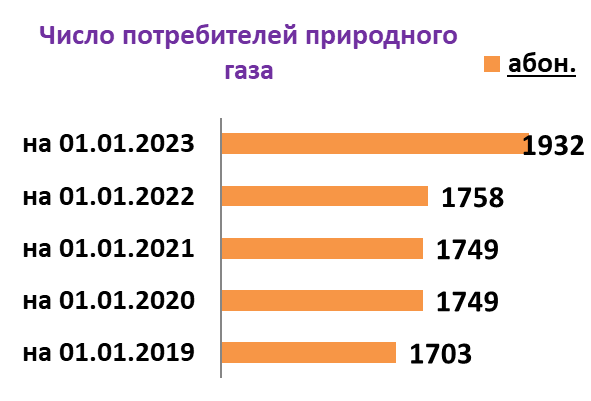 Число потребителей природного
газа
абон.
на 01.01.2023 1932
на 01.01.2022 1758
на 01.01.2021 1749
на 01.01.2020 1749
на 01.01.2019 1703